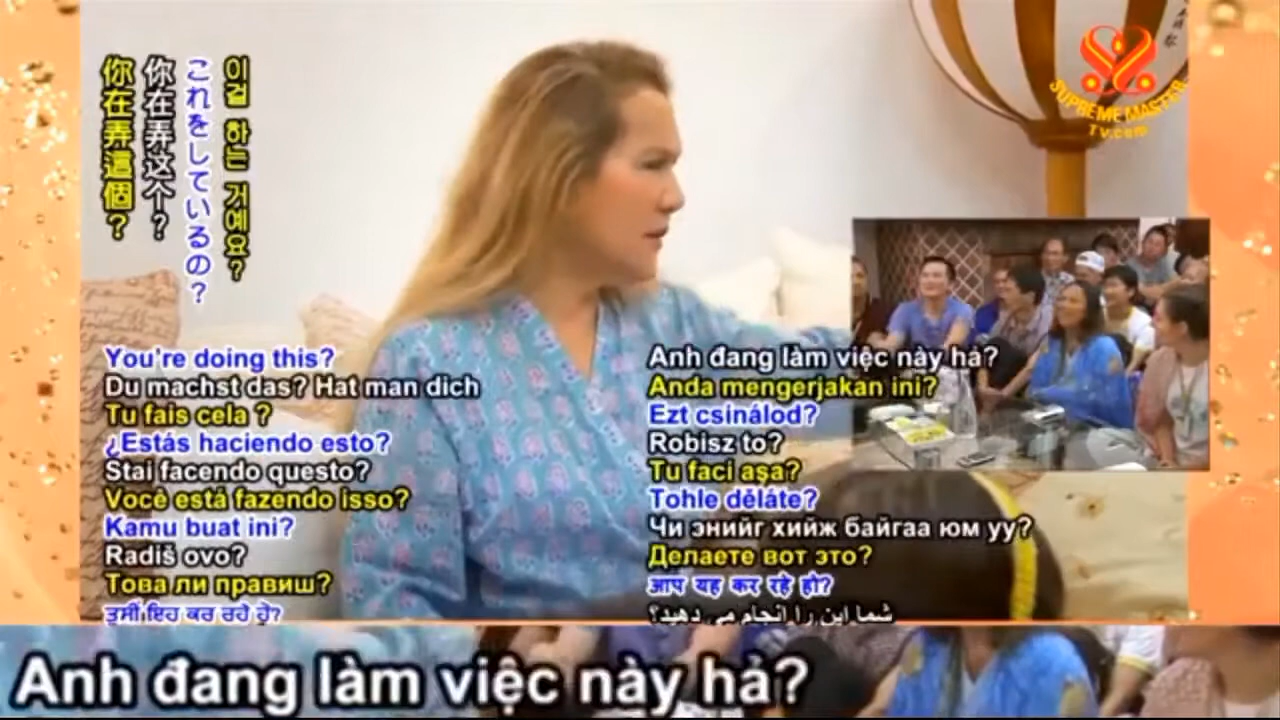 你在弄這個？
你在弄这个？
これをしているの？
이걸 하는 거예요?
SUPREME MASTER
TV.com
You're doing this?
Du machst das? Hat man dich
Tu fais cela ?
¿Estás haciendo esto?
Stai facendo questo?
Você está fazendo isso?
Kamu buat ini?
Radiš ovo?
Това ли правиш?
ਤੁਸੀਂ ਇਹ ਕਰ ਰਹੇ ਹੋ?
Anh đang làm việc này hả?
Anda mengerjakan ini?
Ezt csinálod?
Robisz to?
Tu faci aşa?
Tohle děláte?
Чи энийг хийж байгаа юм уу?
Делаете вот это?
आप यह कर रहे हो?
شما این را انجام می دهید؟
Anh đang làm việc này hả?